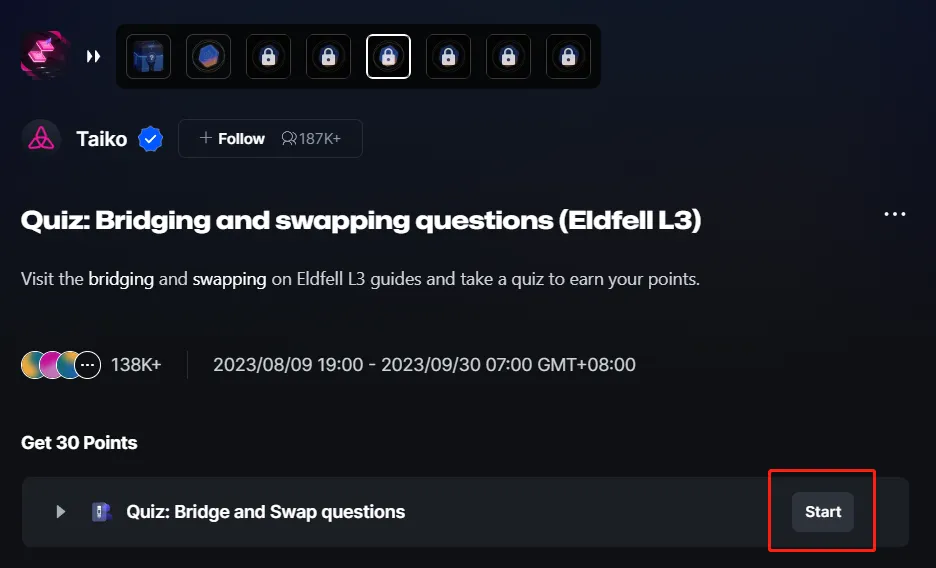 Taiko
+ Follow 187K+
Quiz: Bridging and swapping questions (Eldfell L3)
Visit the bridging and swapping on Eldfell L3 guides and take a quiz to earn your points.
138K+ 2023/08/09 19:00 - 2023/09/30 07:00 GMT+08:00
Get 30 Points
Quiz: Bridge and Swap questions Start